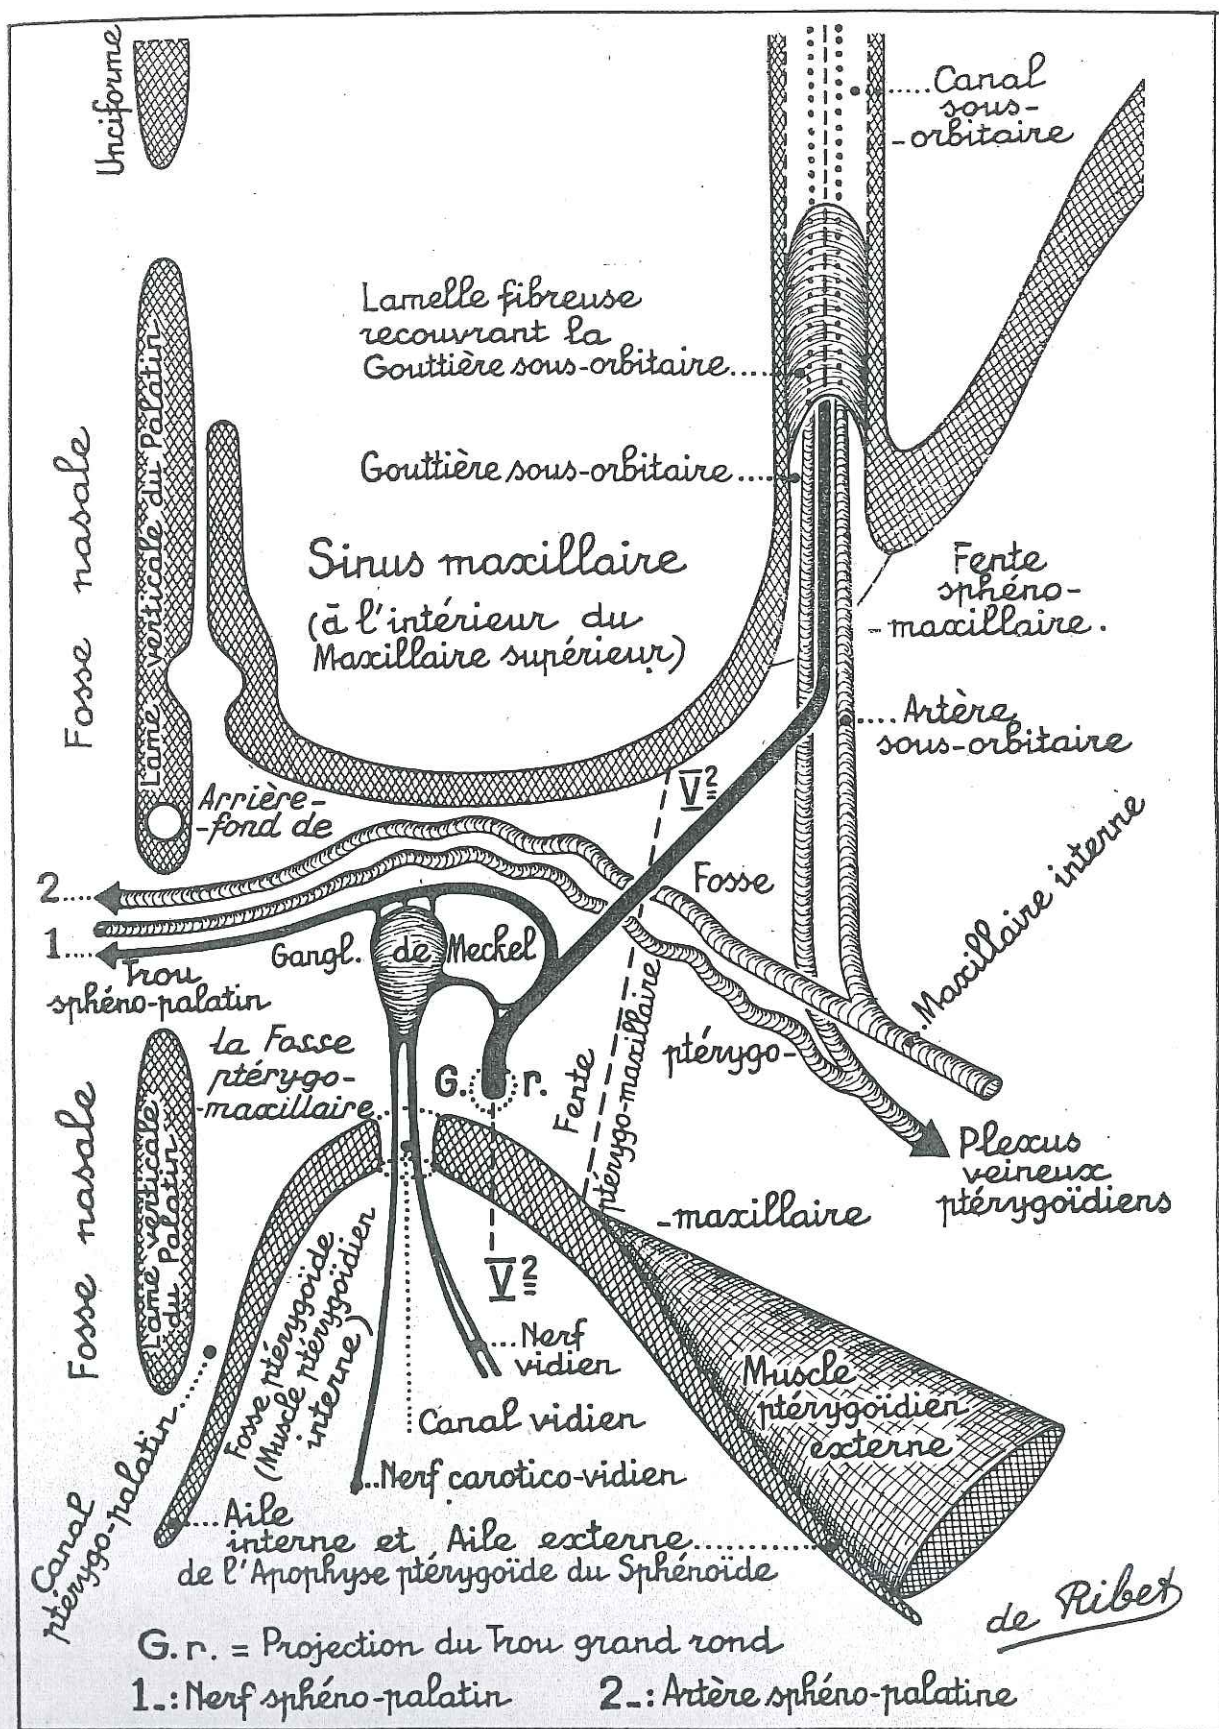 Unciforme
Canal
sous-
-orbitaire
Lamelle fibreuse
recouvrant la
Gouttière sous-orbitaire
Gouttière sous-orbitaire
Fosse nasale
Lame verticale du Palatin
Sinus maxillaire
(à l'intérieur du
Maxillaire supérieur)
Fente
sphéno-
-maxillaire.
Artère
sous-orbitaire
V²
Arrière-
-fond de
2
1
Fosse
Maxillaire interne
Gangl. de Meckel
Trou
sphéno-palatin
la Fosse
ptérygo-
-maxillaire
G. r.
Fente
ptérygo-maxillaire
ptérygo-
Plexus
veineux
ptérygoïdiens
-maxillaire
Fosse nasale
Lame verticale
du Palatin
V²
Fosse ptérygoïde
(Muscle ptérygoïdien
interne)
Nerf
vidien
Canal vidien
Nerf carotico-vidien
Muscle
ptérygoïdien
externe
Canal
ptérygo-palatin
Aile
interne et Aile externe
de l'Apophyse ptérygoïde du Sphénoïde
de Ribet
G.r. = Projection du Trou grand rond
1_: Nerf sphéno-palatin 2_: Artère sphéno-palatine